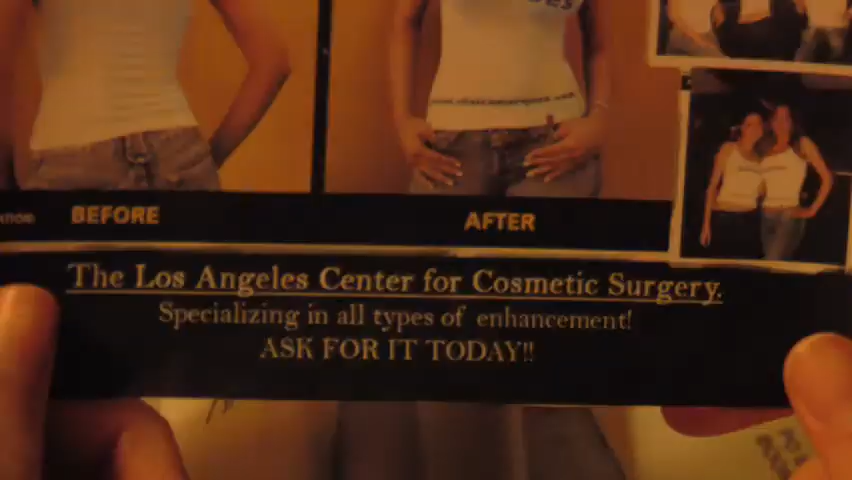 BEFORE
AFTER
The Los Angeles Center for Cosmetic Surgery.
Specializing in all types of enhancement!
ASK FOR IT TODAY!!